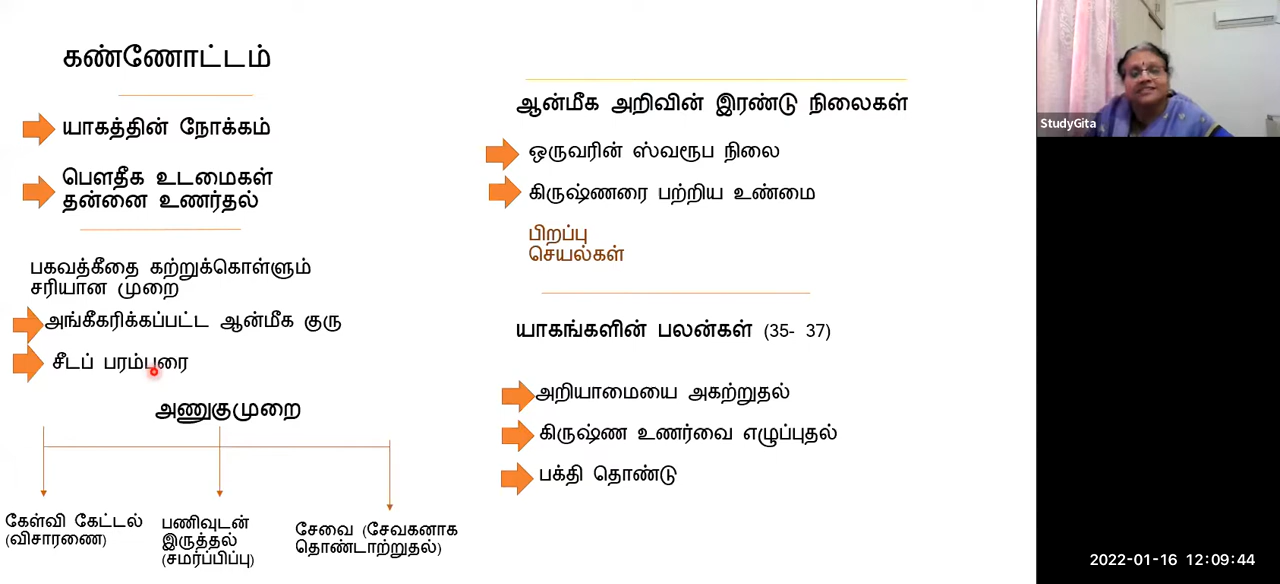 கண்ணோட்டம்
யாகத்தின் நோக்கம்
பௌதீக உடமைகள்
தன்னை உணர்தல்
பகவத்கீதை கற்றுக்கொள்ளும்
சரியான முறை
அங்கீகரிக்கப்பட்ட ஆன்மீக குரு
சீடப் பரம்பரை
அணுகுமுறை
கேள்வி கேட்டல்
(விசாரணை)
பணிவுடன்
இருத்தல்
(சமர்ப்பிப்பு)
சேவை (சேவகனாக
தொண்டாற்றுதல்)
ஆன்மீக அறிவின் இரண்டு நிலைகள்
ஒருவரின் ஸ்வரூப நிலை
கிருஷ்ணரை பற்றிய உண்மை
பிறப்பு
செயல்கள்
யாகங்களின் பலன்கள் (35- 37)
அறியாமையை அகற்றுதல்
கிருஷ்ண உணர்வை எழுப்புதல்
பக்தி தொண்டு
StudyGita
2022-01-16 12:09:44